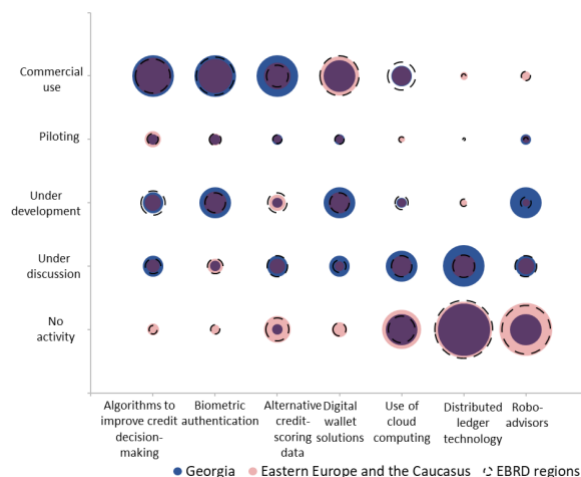 Commercial
use
Piloting
Under
development
Under
discussion
No
activity
Algorithms to
improve credit
decision-
making
Biometric
authentication
Alternative
credit-
scoring
data
Digital
wallet
solutions
Use of
cloud
computing
Distributed
ledger
technology
Robo-
advisors
Georgia
Eastern Europe and the Caucasus
EBRD regions